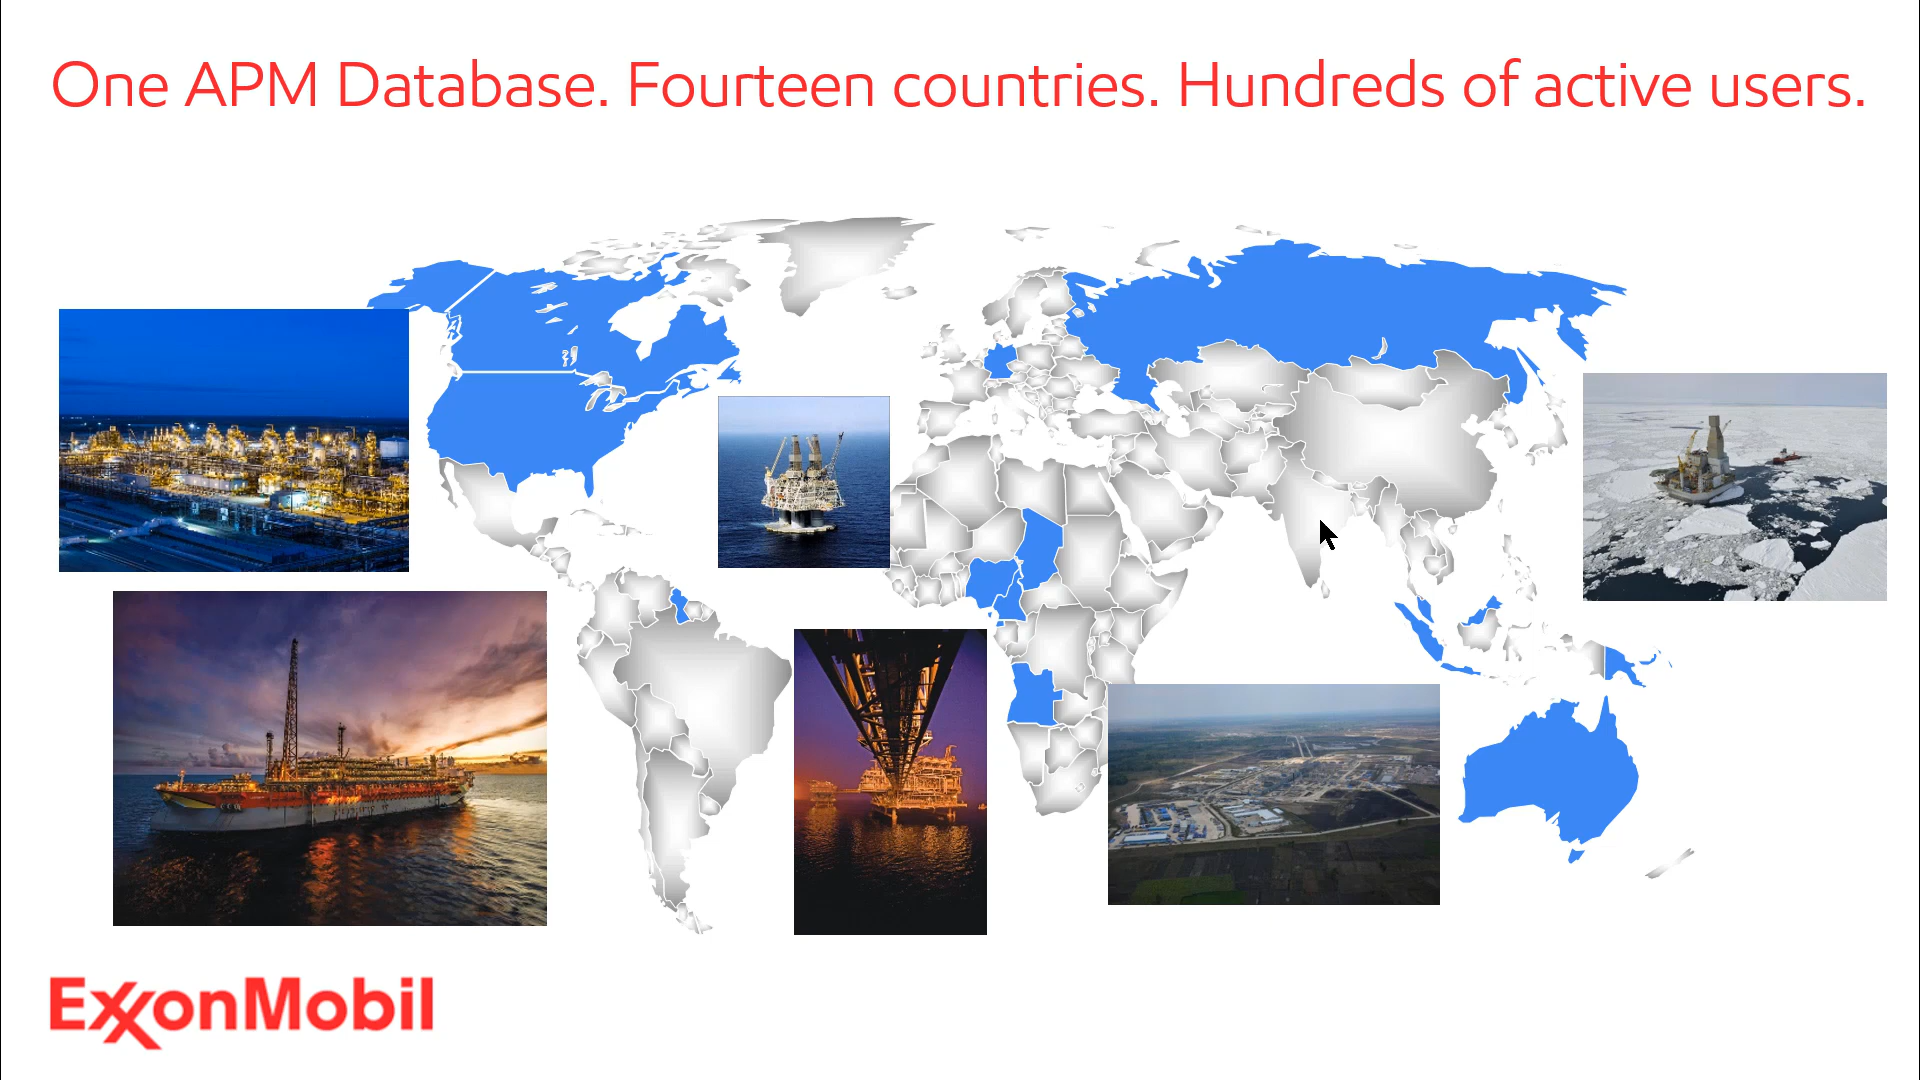 One APM Database. Fourteen countries. Hundreds of active users.
ExxonMobil